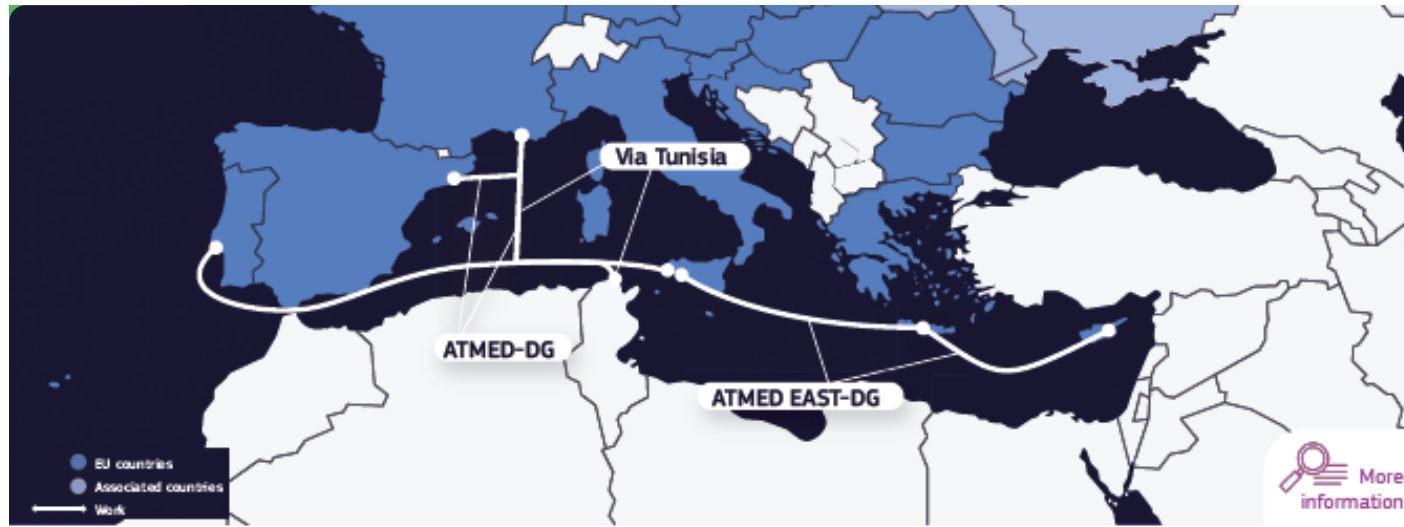 Via Tunisia
ATMED-DG
ATMED EAST-DG
EU countries
Associated countries
Work
More
information